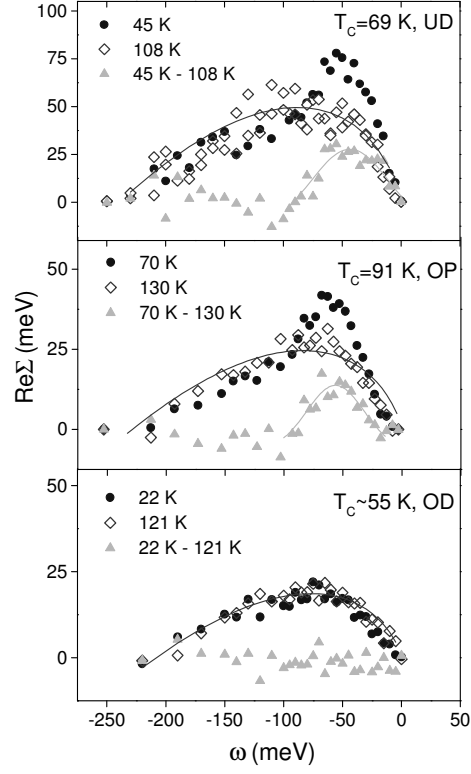 100
75
50
25
0
45 K
108 K
45 K - 108 K
T_C=69 K, UD
50
25
0
70 K
130 K
70 K - 130 K
T_C=91 K, OP
ReΣ (meV)
50
25
0
22 K
121 K
22 K - 121 K
T_C~55 K, OD
-250 -200 -150 -100 -50 0 50
ω (meV)